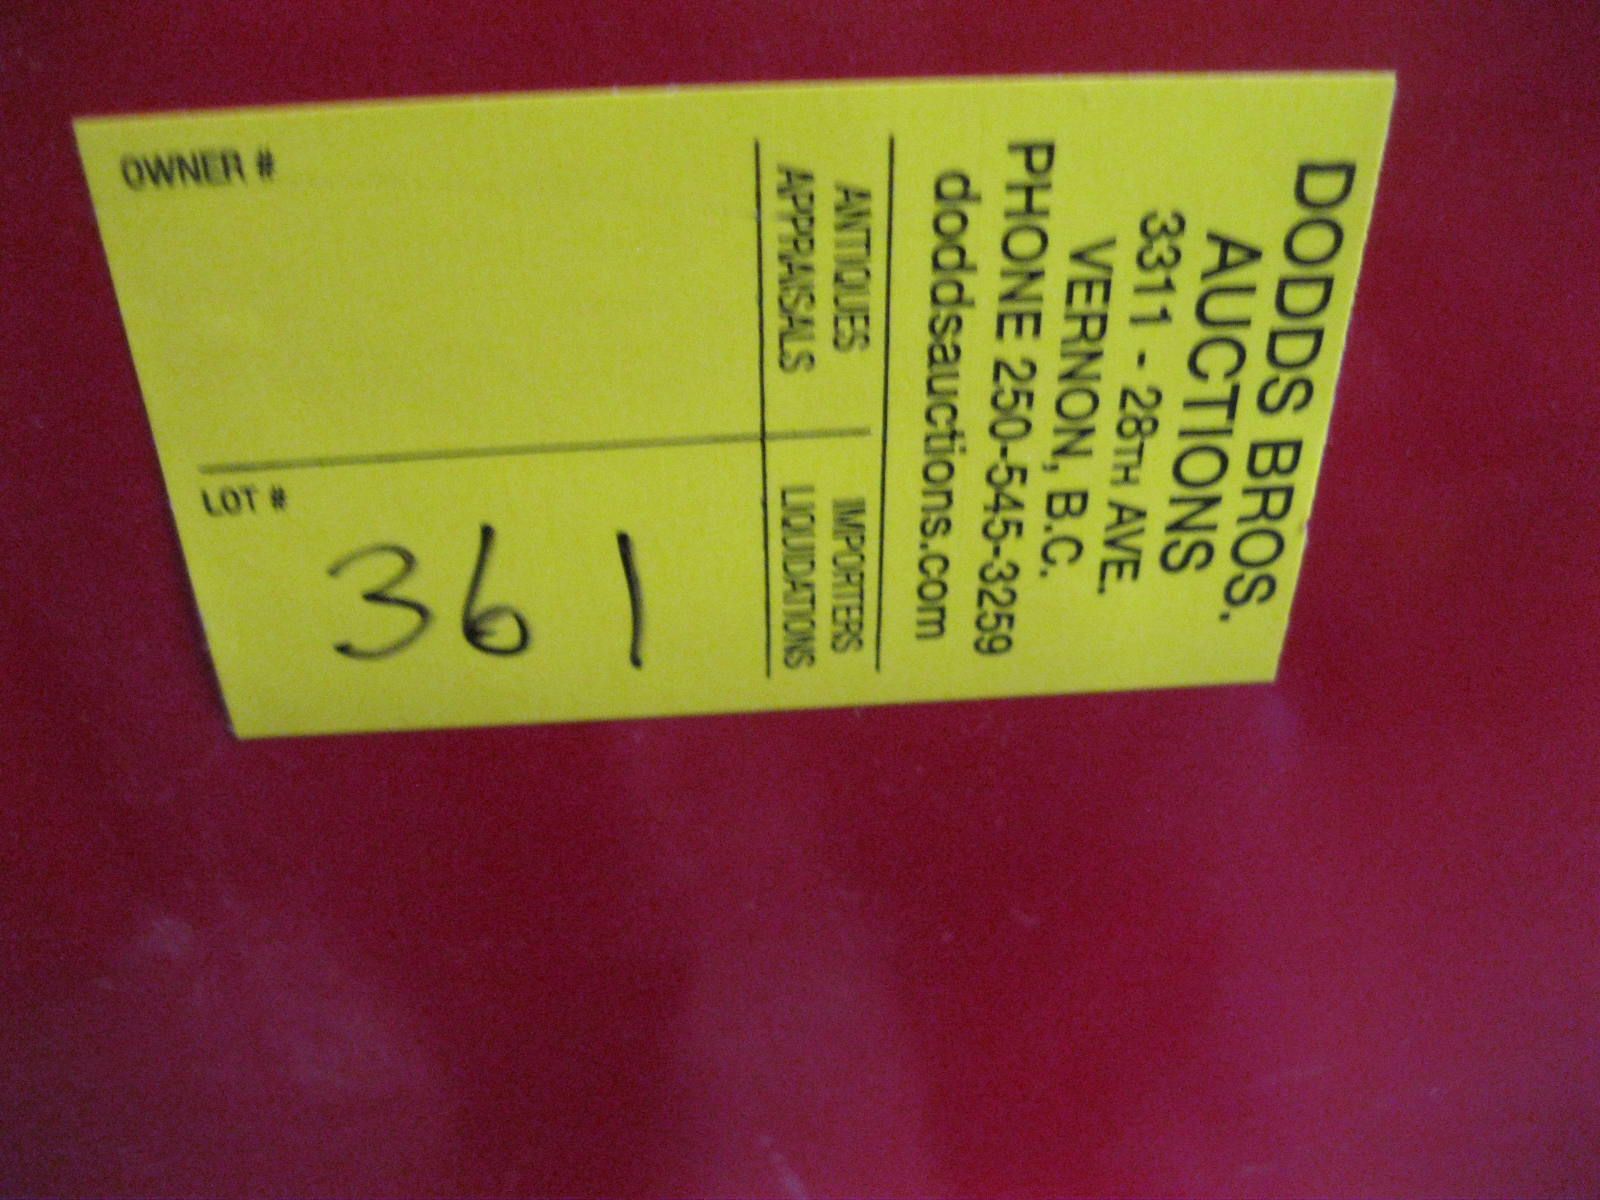 DODDS BROS.
AUCTIONS
3311 - 28TH AVE.
VERNON, B.C.
PHONE 250-545-3259
doddsauctions.com
ANTIQUES IMPORTERS
APPRAISALS LIQUIDATIONS
OWNER #
LOT #
361